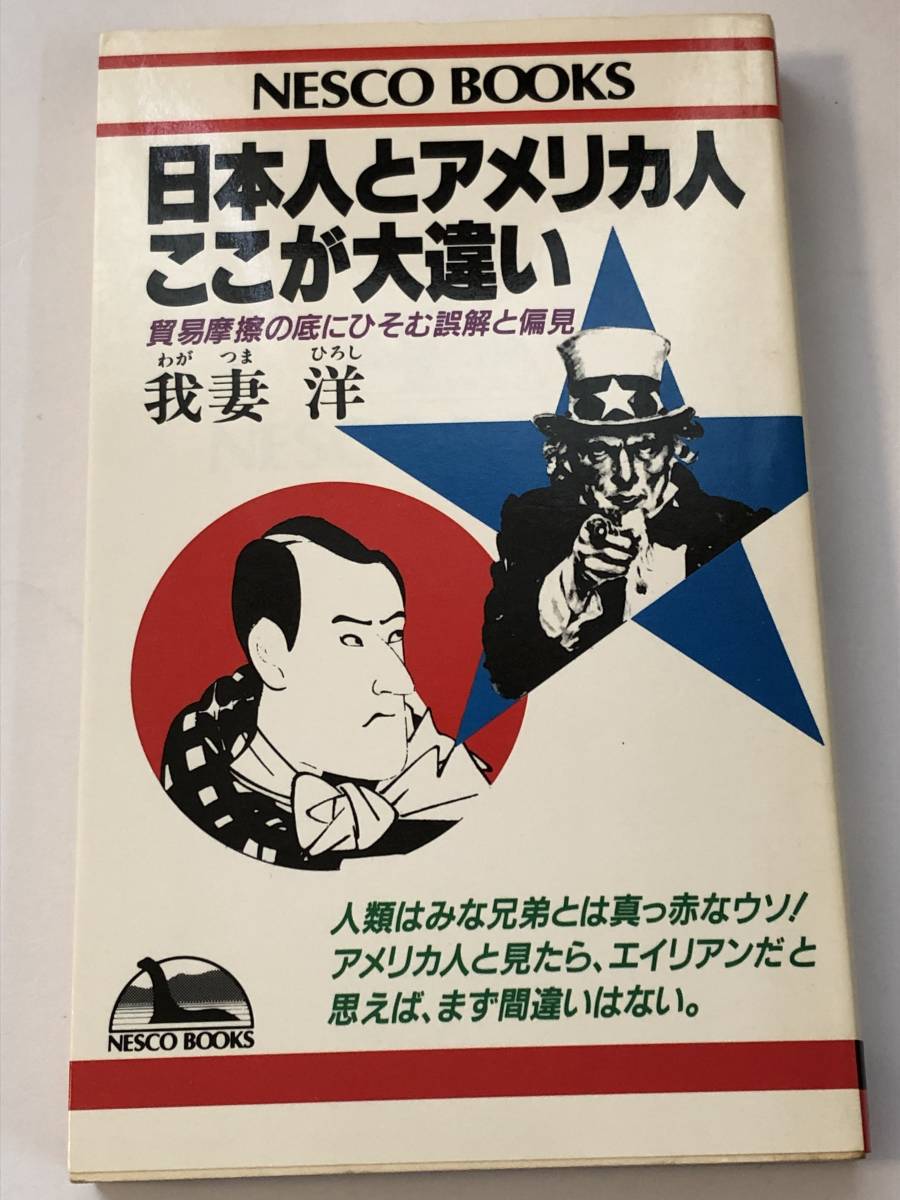 NESCO BOOKS
日本人とアメリカ人
ここが大違い
貿易摩擦の底にひそむ誤解と偏見
わが つま ひろし
我妻 洋
人類はみな兄弟とは真っ赤なウソ!
アメリカ人と見たら、エイリアンだと
思えば、まず間違いはない。
NESCO BOOKS